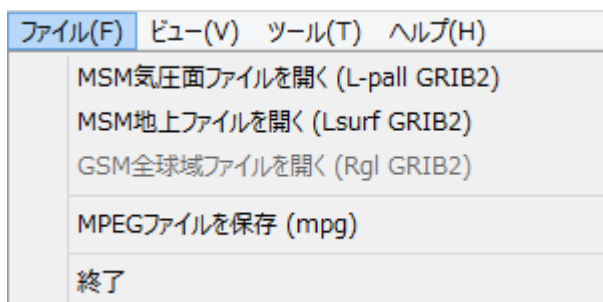 ファイル(F) ビュー(V) ツール(T) ヘルプ(H)
MSM気圧面ファイルを開く (L-pall GRIB2)
MSM地上ファイルを開く (Lsurf GRIB2)
GSM全球域ファイルを開く (Rgl GRIB2)
MPEGファイルを保存 (mpg)
終了